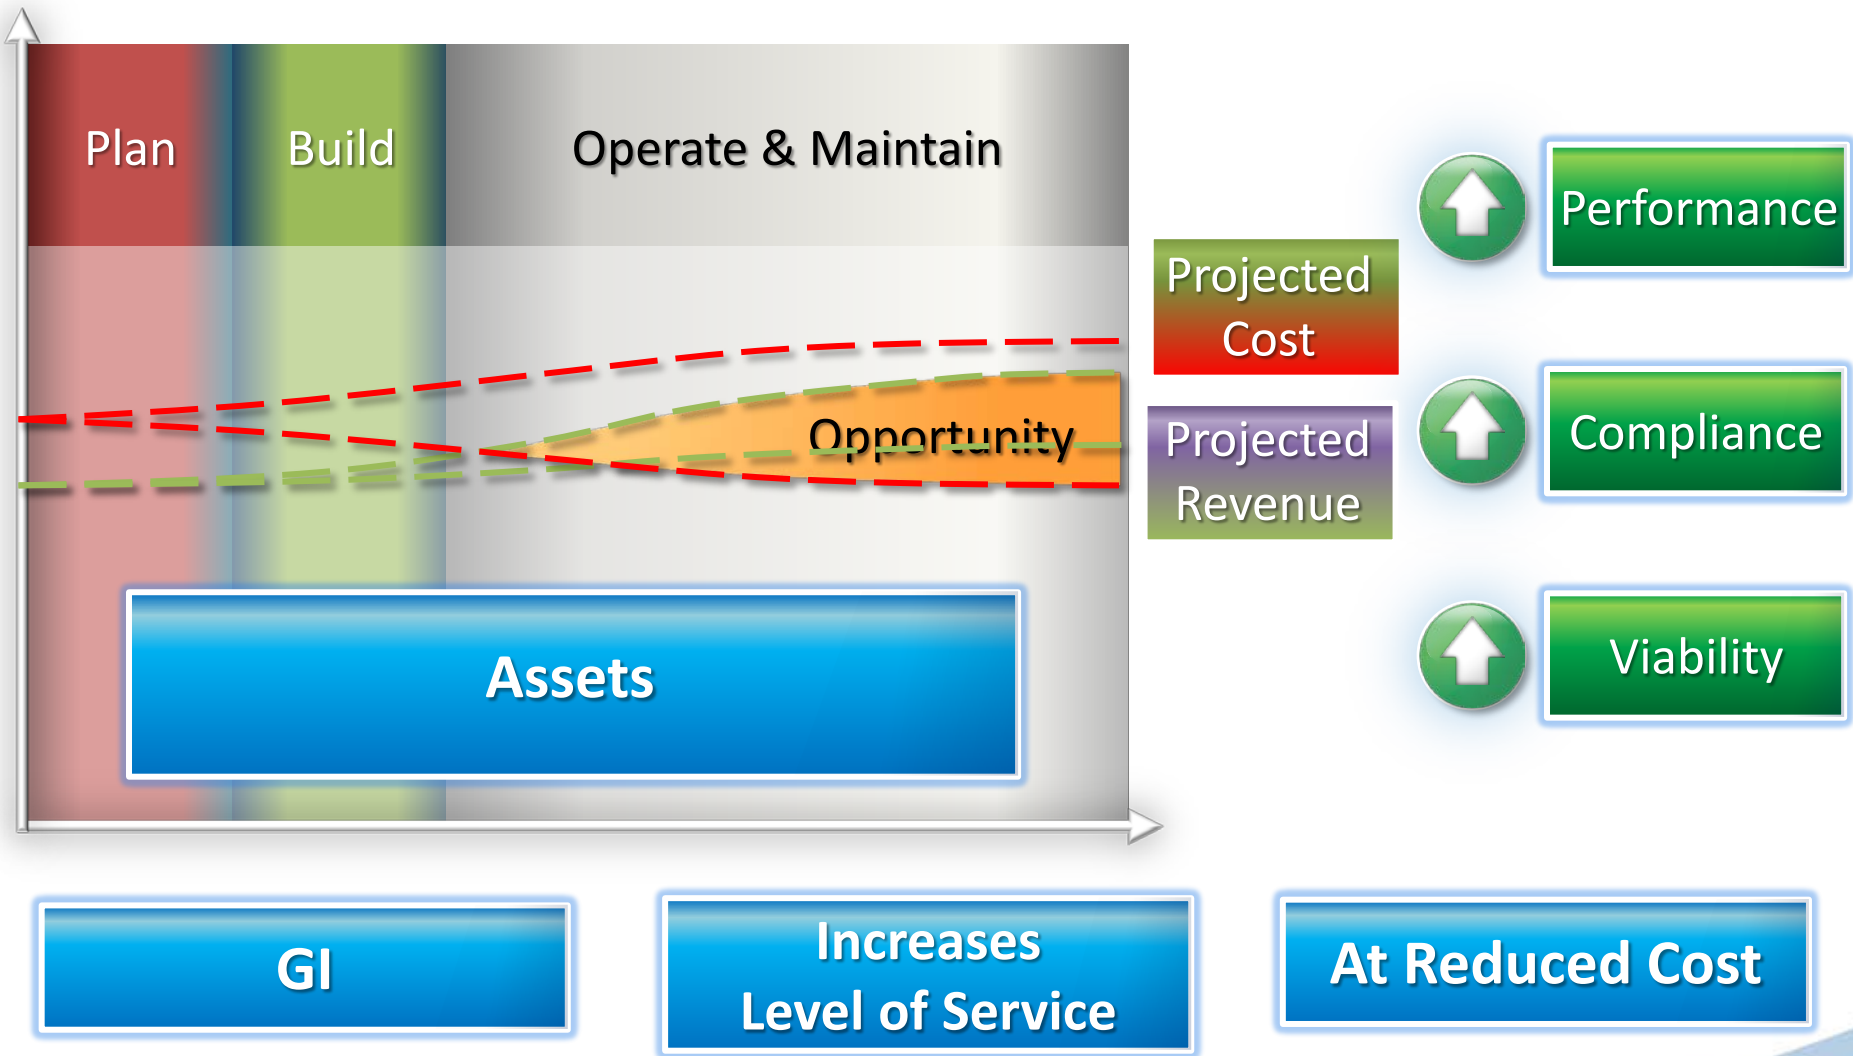 Plan
Build
Operate & Maintain
Performance
Projected
Cost
Opportunity
Projected
Revenue
Compliance
Assets
Viability
GI
Increases
Level of Service
At Reduced Cost